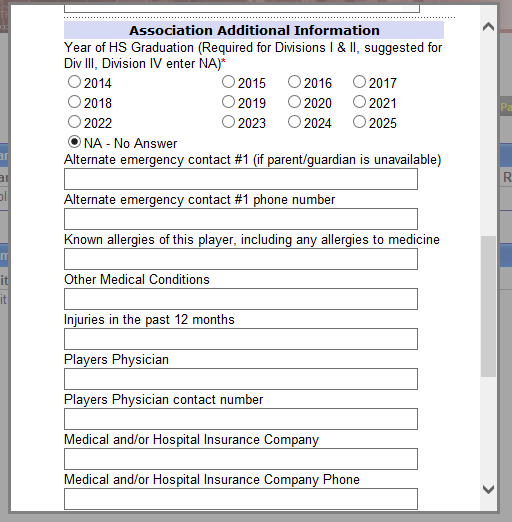 Association Additional Information
Year of HS Graduation (Required for Divisions I & II, suggested for
Div III, Division IV enter NA)*
2014 2015 2016 2017
2018 2019 2020 2021
2022 2023 2024 2025
NA - No Answer
Alternate emergency contact #1 (if parent/guardian is unavailable)
Alternate emergency contact #1 phone number
Known allergies of this player, including any allergies to medicine
Other Medical Conditions
Injuries in the past 12 months
Players Physician
Players Physician contact number
Medical and/or Hospital Insurance Company
Medical and/or Hospital Insurance Company Phone